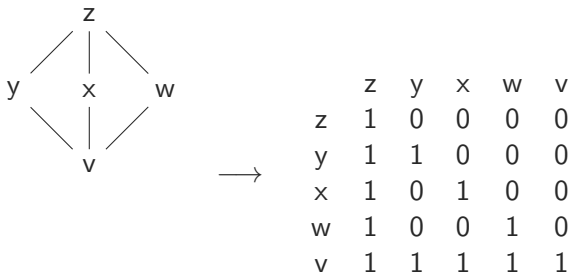 z
y x w
v
⟶
z y x w v
z 1 0 0 0 0
y 1 1 0 0 0
x 1 0 1 0 0
w 1 0 0 1 0
v 1 1 1 1 1